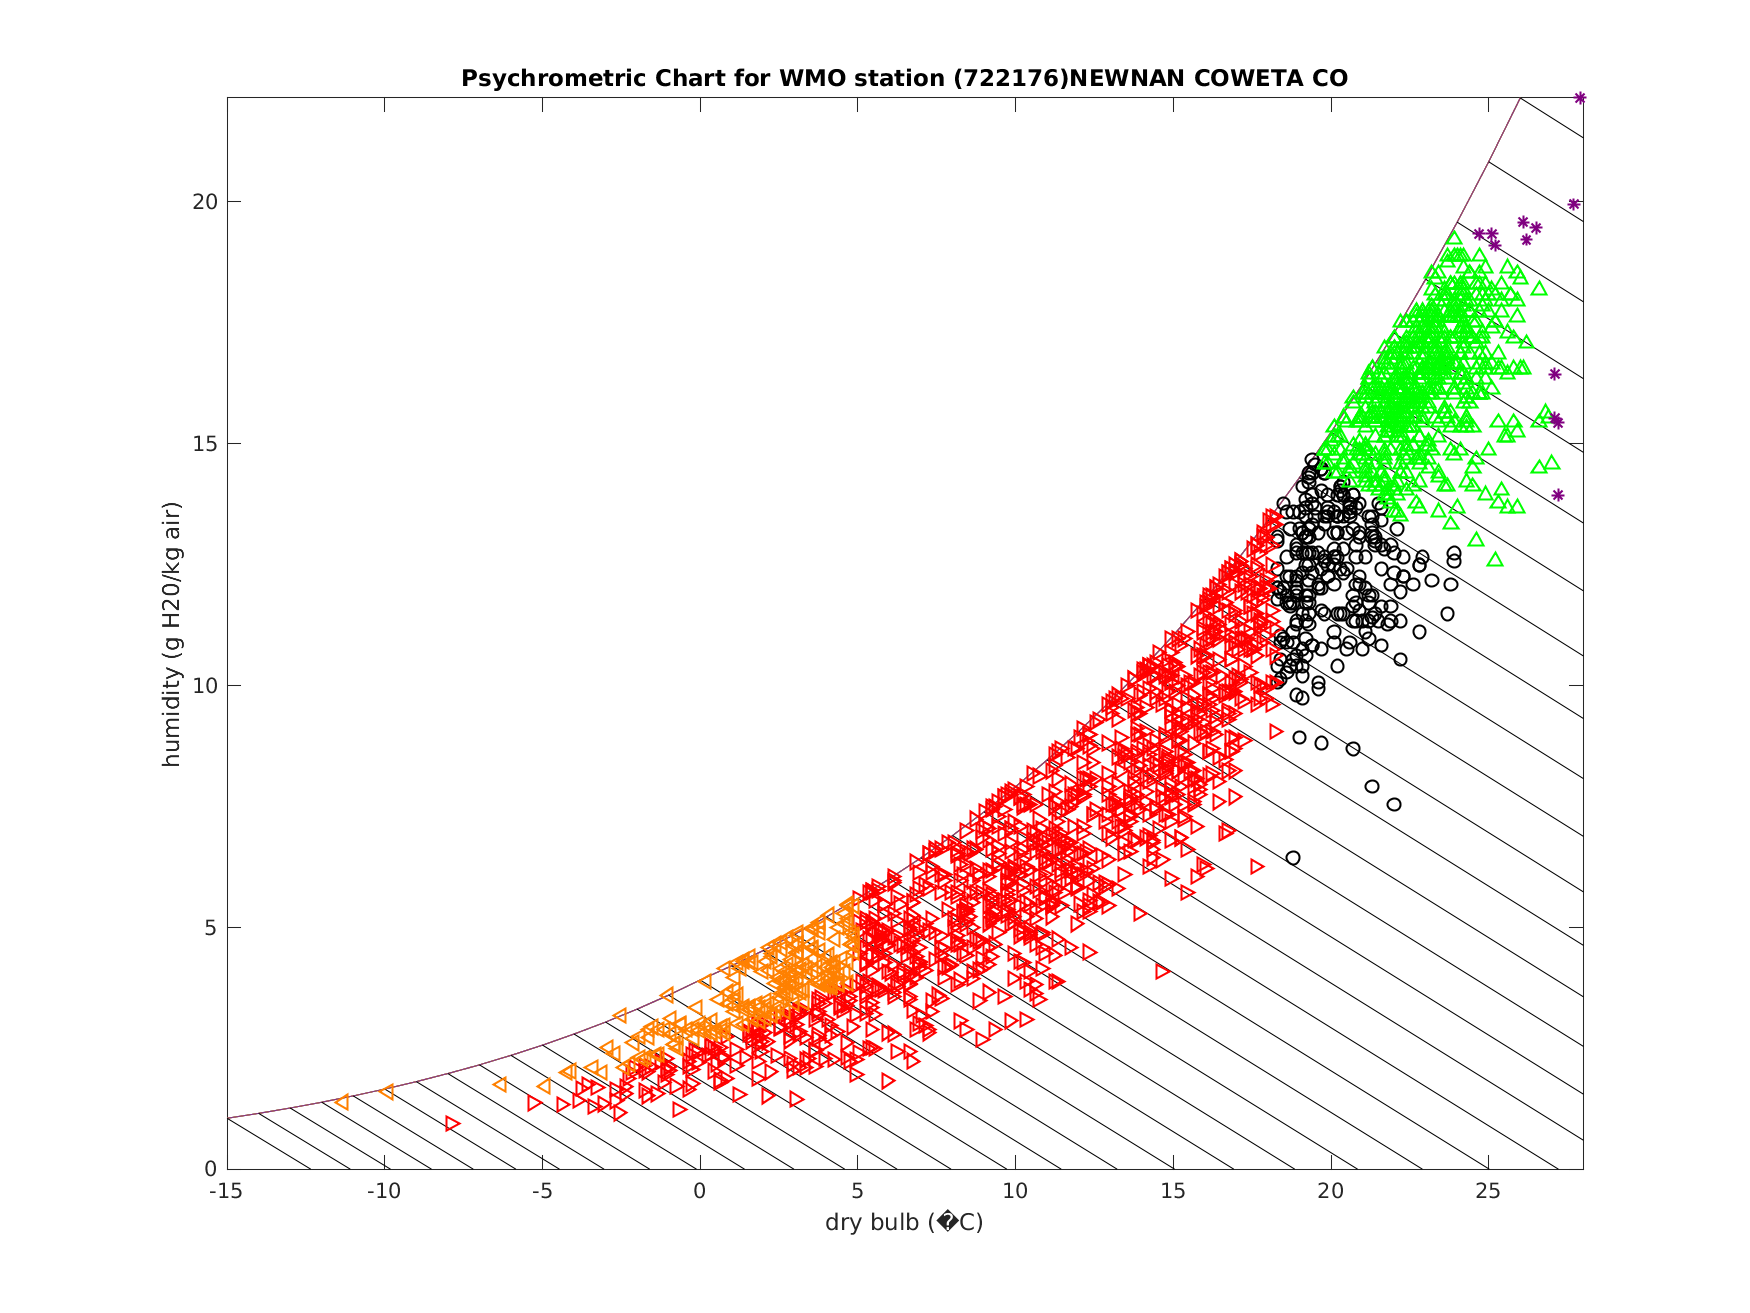 Psychrometric Chart for WMO station (722176)NEWNAN COWETA CO
humidity (g H20/kg air)
20
15
10
5
0
-15 -10 -5 0 5 10 15 20 25
dry bulb (�C)